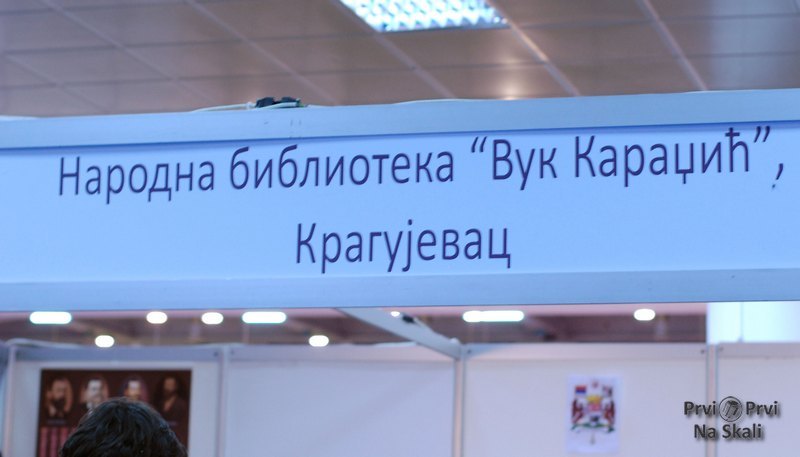 Народна библиотека “Вук Караџић”,
Крагујевац
Prvi Prvi
Na Skali